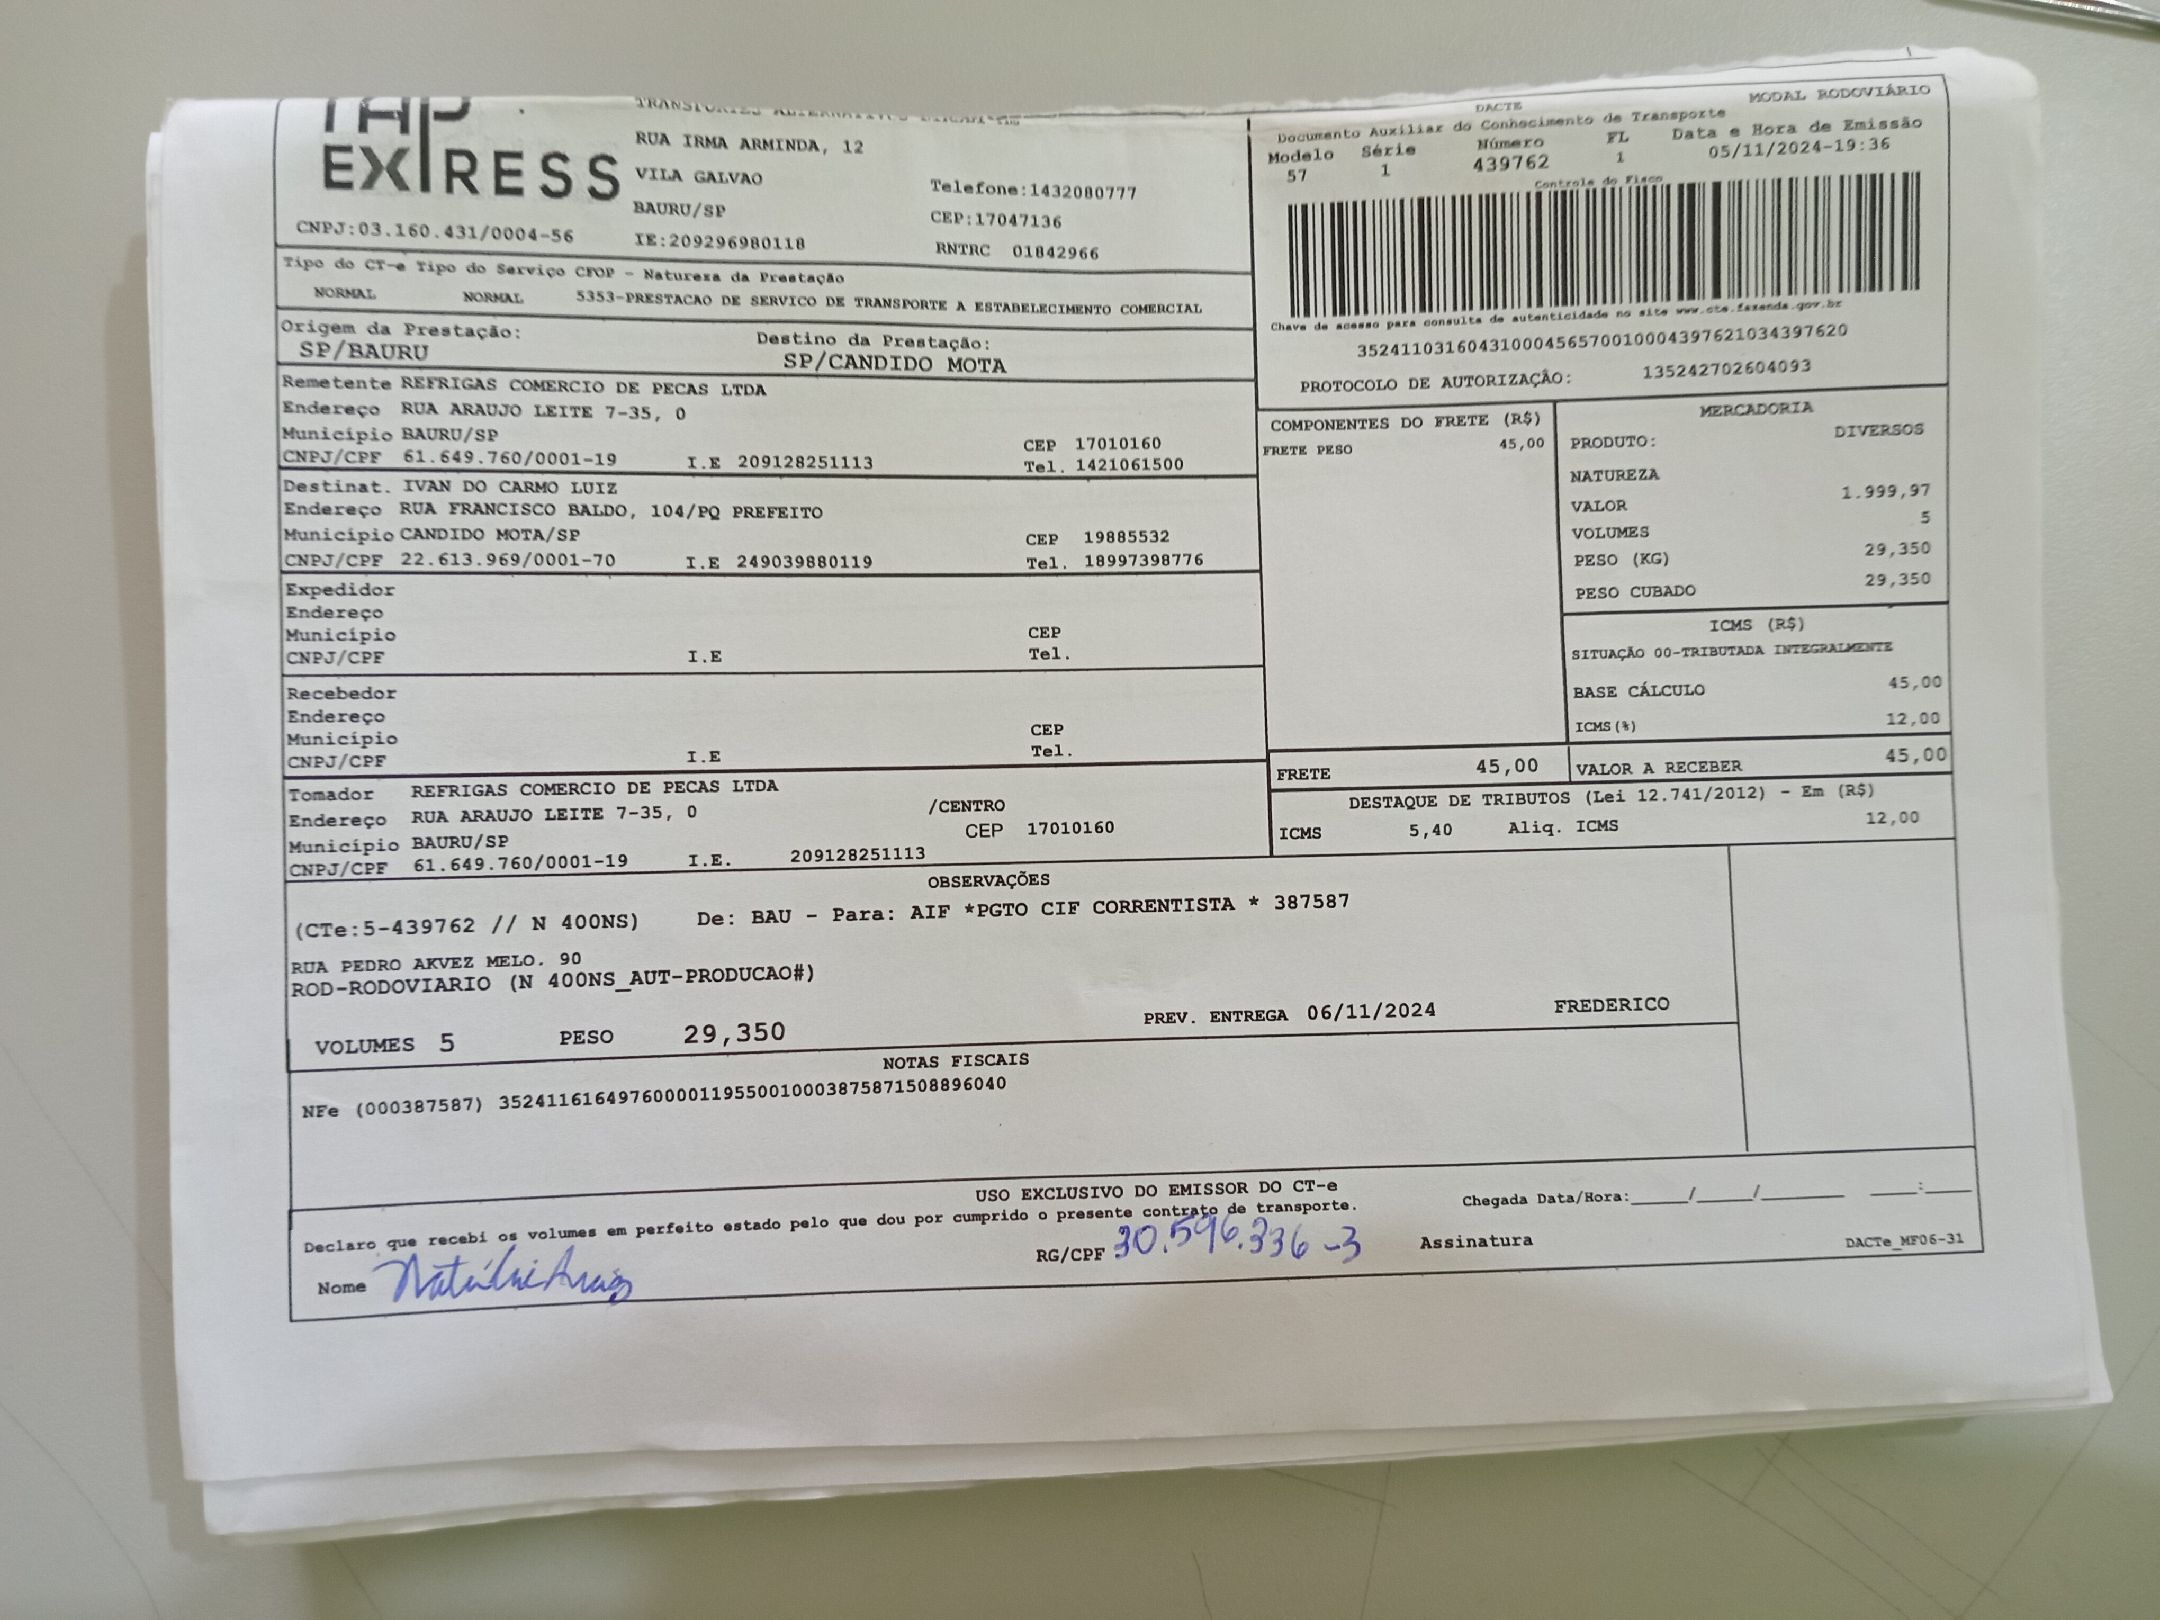 TAP
EXPRESS
CNPJ:03.160.431/0004-56
RUA IRMA ARMINDA, 12
VILA GALVAO
BAURU/SP
IE:209296980118
Telefone:1432080777
CEP:17047136
RNTRC 01842966
DACTE
MODAL RODOVIÁRIO
Documento Auxiliar do Conhecimento de Transporte
Modelo Série Número FL Data e Hora de Emissão
57 1 439762 1 05/11/2024-19:36
Controle do Fisco
Chave de acesso para consulta de autenticidade no site www.cte.fazenda.gov.br
35241103160431000456570010004397621034397620
PROTOCOLO DE AUTORIZAÇÃO: 135242702604093
Tipo do CT-e Tipo do Serviço CFOP - Natureza da Prestação
NORMAL NORMAL 5353-PRESTACAO DE SERVICO DE TRANSPORTE A ESTABELECIMENTO COMERCIAL
Origem da Prestação: Destino da Prestação:
SP/BAURU SP/CANDIDO MOTA
Remetente REFRIGAS COMERCIO DE PECAS LTDA
Endereço RUA ARAUJO LEITE 7-35, 0
Município BAURU/SP CEP 17010160
CNPJ/CPF 61.649.760/0001-19 I.E 209128251113 Tel. 1421061500
Destinat. IVAN DO CARMO LUIZ
Endereço RUA FRANCISCO BALDO, 104/PQ PREFEITO
Município CANDIDO MOTA/SP CEP 19885532
CNPJ/CPF 22.613.969/0001-70 I.E 249039880119 Tel. 18997398776
Expedidor
Endereço
Município CEP
CNPJ/CPF I.E Tel.
Recebedor
Endereço
Município CEP
CNPJ/CPF I.E Tel.
Tomador REFRIGAS COMERCIO DE PECAS LTDA
Endereço RUA ARAUJO LEITE 7-35, 0 /CENTRO
Município BAURU/SP CEP 17010160
CNPJ/CPF 61.649.760/0001-19 I.E. 209128251113
COMPONENTES DO FRETE (R$)
FRETE PESO 45,00
MERCADORIA
PRODUTO: DIVERSOS
NATUREZA
VALOR 1.999,97
VOLUMES 5
PESO (KG) 29,350
PESO CUBADO 29,350
ICMS (R$)
SITUAÇÃO 00-TRIBUTADA INTEGRALMENTE
BASE CÁLCULO 45,00
ICMS(%) 12,00
FRETE 45,00 VALOR A RECEBER 45,00
DESTAQUE DE TRIBUTOS (Lei 12.741/2012) - Em (R$)
ICMS 5,40 Aliq. ICMS 12,00
OBSERVAÇÕES
(CTe:5-439762 // N 400NS) De: BAU - Para: AIF *PGTO CIF CORRENTISTA * 387587
RUA PEDRO AKVEZ MELO. 90
ROD-RODOVIARIO (N 400NS_AUT-PRODUCAO#)
VOLUMES 5 PESO 29,350 PREV. ENTREGA 06/11/2024 FREDERICO
NOTAS FISCAIS
NFe (000387587) 35241161649760000119550010003875871508896040
USO EXCLUSIVO DO EMISSOR DO CT-e
Declaro que recebi os volumes em perfeito estado pelo que dou por cumprido o presente contrato de transporte.
Chegada Data/Hora:_____/_____/_______ ____:____
Nome RG/CPF 30.596.336-3 Assinatura
DACTe_MF06-31